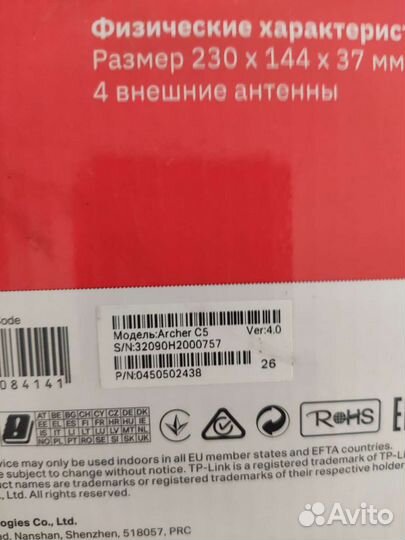 Физические характерис
Размер 230 x 144 x 37 мм
4 внешние антенны
Code
084141
Модель:Archer C5 Ver:4.0
S/N:32090H2000757
P/N:0450502438 26
AT BE BG CH CY CZ DE DK
EE EL ES FI FR HR HU IE
IS IT LI LT LU LV MT NL
NO PL PT RO SE SI SK UK
RoHS
vice may only be used indoors in all EU member states and EFTA countries.
e subject to change without notice. TP-Link is a registered trademark of TP-Link
duct names are trademarks or registered trademarks of their respective holder
o., Ltd. All rights reserved.
ogies Co., Ltd.
ad, Nanshan, Shenzhen, 518057, PRC
Avito